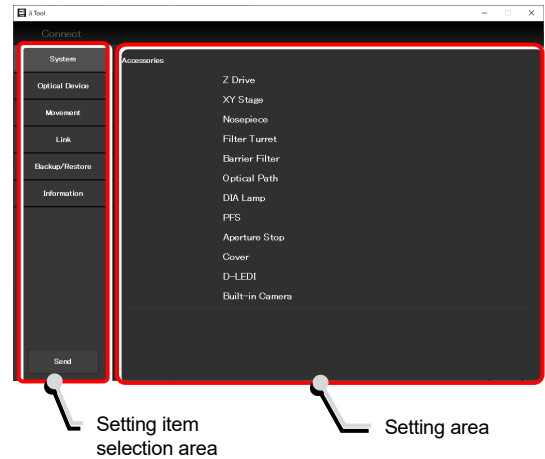 Ji Tool
Connect
System
Optical Device
Movement
Link
Backup/Restore
Information
Send
Accessories
Z Drive
XY Stage
Nosepiece
Filter Turret
Barrier Filter
Optical Path
DIA Lamp
PFS
Aperture Stop
Cover
D-LEDI
Built-in Camera
Setting item
selection area
Setting area